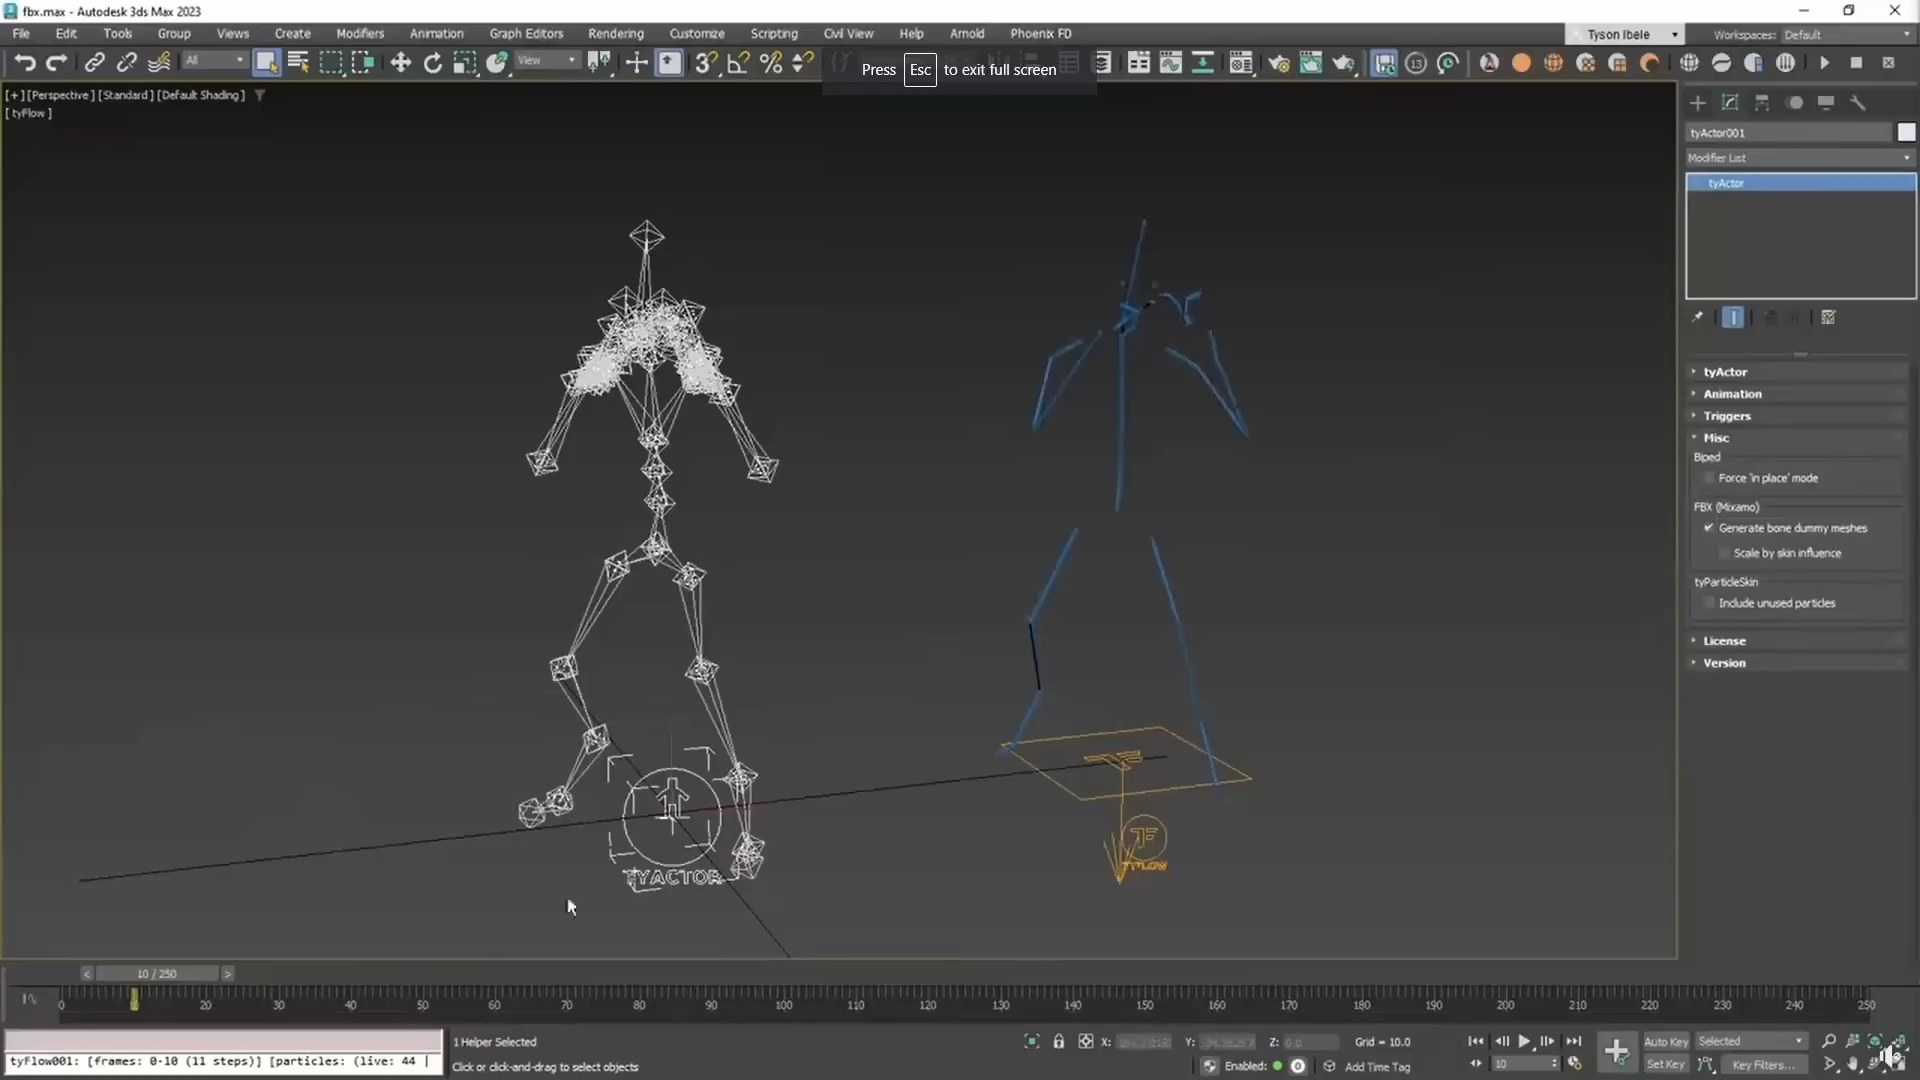 fbx.max - Autodesk 3ds Max 2023
File Edit Tools Group Views Create Modifiers Animation Graph Editors Rendering Customize Scripting Civil View Help Arnold Phoenix FD
Tyson Ibele Workspaces: Default
All View
Press Esc to exit full screen
[+] [Perspective ] [Standard ] [Default Shading ]
[ tyFlow ]
tyActor001
Modifier List
tyActor
tyActor
Animation
Triggers
Misc
Biped
Force 'in place' mode
FBX (Mixamo)
Generate bone dummy meshes
Scale by skin influence
tyParticleSkin
Include unused particles
License
Version
TYACTOR
TYFLOW
< 10 / 250 >
0 10 20 30 40 50 60 70 80 90 100 110 120 130 140 150 160 170 180 190 200 210 220 230 240 250
1 Helper Selected
X: Y: Z: 0.0 Grid = 10.0
Auto Key Selected
tyFlow001: [frames: 0-10 (11 steps)] [particles: (live: 44 |
Click or click-and-drag to select objects
Enabled: 0 Add Time Tag
10
Set Key Key Filters...